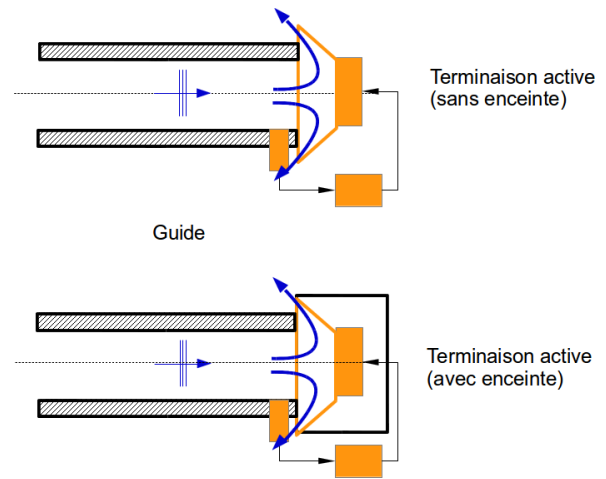 Terminaison active
(sans enceinte)
Guide
Terminaison active
(avec enceinte)